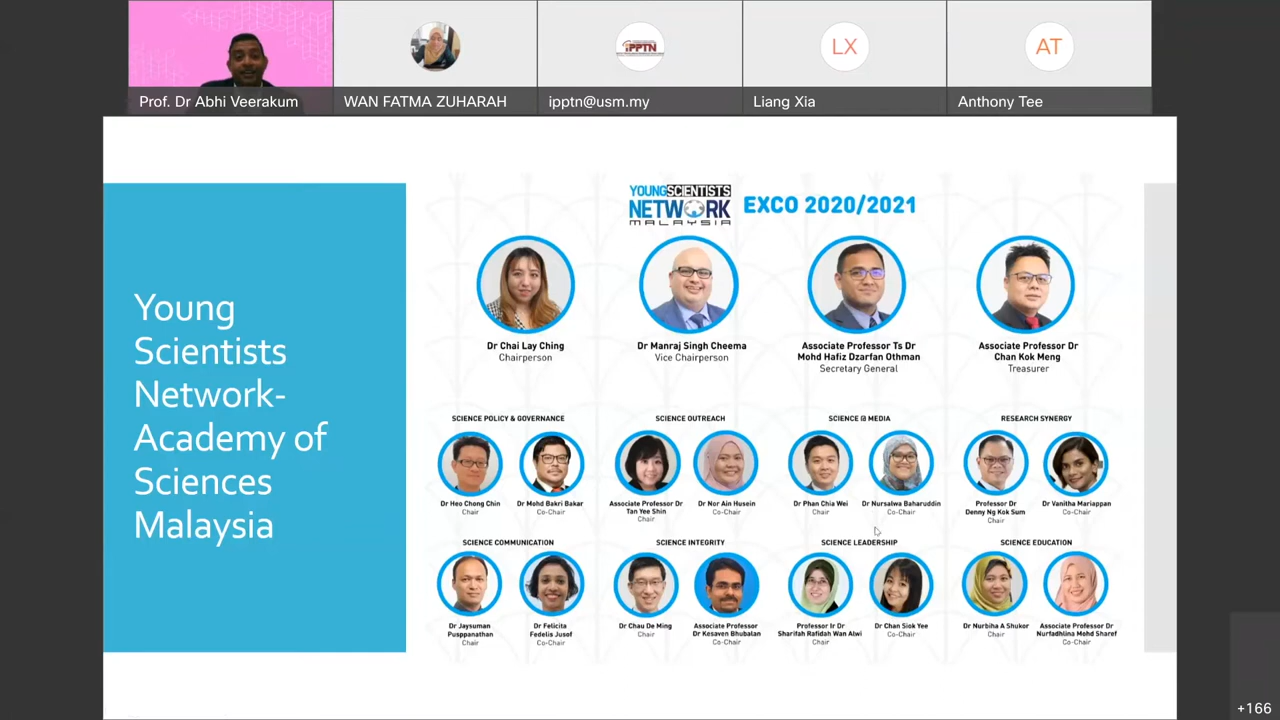 Prof. Dr Abhi Veerakum
WAN FATMA ZUHARAH
iPPTN
ipptn@usm.my
LX
Liang Xia
AT
Anthony Tee
Young
Scientists
Network-
Academy of
Sciences
Malaysia
YOUNGSCIENTISTS
NETWORK
MALAYSIA
EXCO 2020/2021
Dr Chai Lay Ching
Chairperson
Dr Manraj Singh Cheema
Vice Chairperson
Associate Professor Ts Dr
Mohd Hafiz Dzarfan Othman
Secretary General
Associate Professor Dr
Chan Kok Meng
Treasurer
SCIENCE POLICY & GOVERNANCE
Dr Heo Chong Chin
Chair
Dr Mohd Bakri Bakar
Co-Chair
SCIENCE OUTREACH
Associate Professor Dr
Tan Yee Shin
Chair
Dr Nor Ain Husein
Co-Chair
SCIENCE @ MEDIA
Dr Phan Chia Wei
Chair
Dr Nursalwa Baharuddin
Co-Chair
RESEARCH SYNERGY
Professor Dr
Denny Ng Kok Sum
Chair
Dr Vanitha Mariappan
Co-Chair
SCIENCE COMMUNICATION
Dr Jaysuman
Pusppanathan
Chair
Dr Felicita
Fedelis Jusof
Co-Chair
SCIENCE INTEGRITY
Dr Chau De Ming
Chair
Associate Professor
Dr Kesaven Bhubalan
Co-Chair
SCIENCE LEADERSHIP
Professor Ir Dr
Sharifah Rafidah Wan Alwi
Chair
Dr Chan Siok Yee
Co-Chair
SCIENCE EDUCATION
Dr Nurbiha A Shukor
Chair
Associate Professor Dr
Nurfadhlina Mohd Sharef
Co-Chair
+166